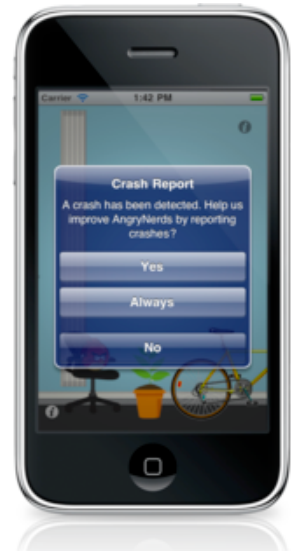 Carrier 1:42 PM
Crash Report
A crash has been detected. Help us
improve AngryNerds by reporting
crashes?
Yes
Always
No